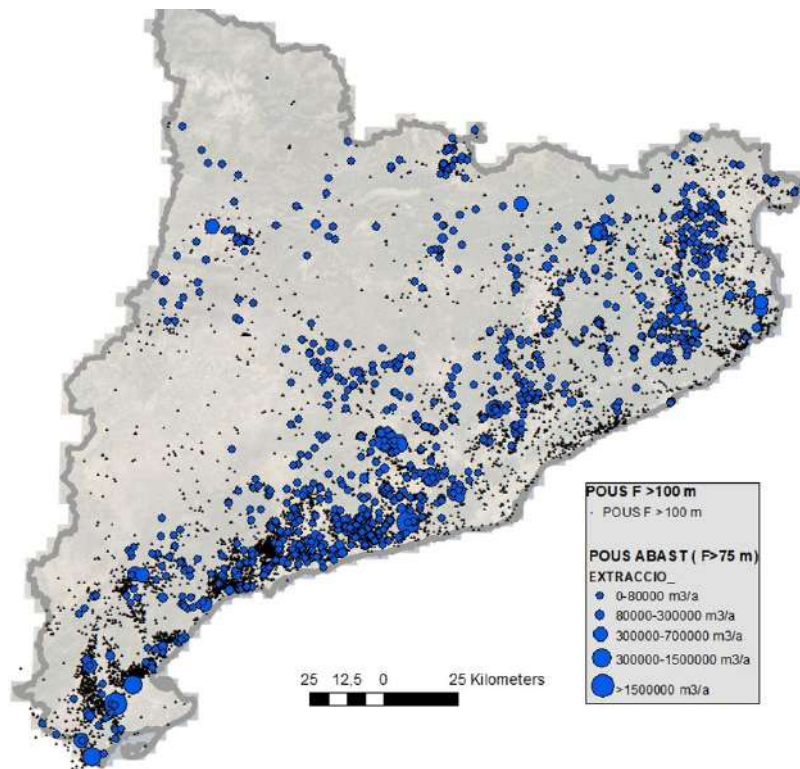 POUS F >100 m
POUS F >100 m
POUS ABAST ( F>75 m)
EXTRACCIO_
0-80000 m3/a
80000-300000 m3/a
300000-700000 m3/a
300000-1500000 m3/a
>1500000 m3/a
25 12,5 0 25 Kilometers